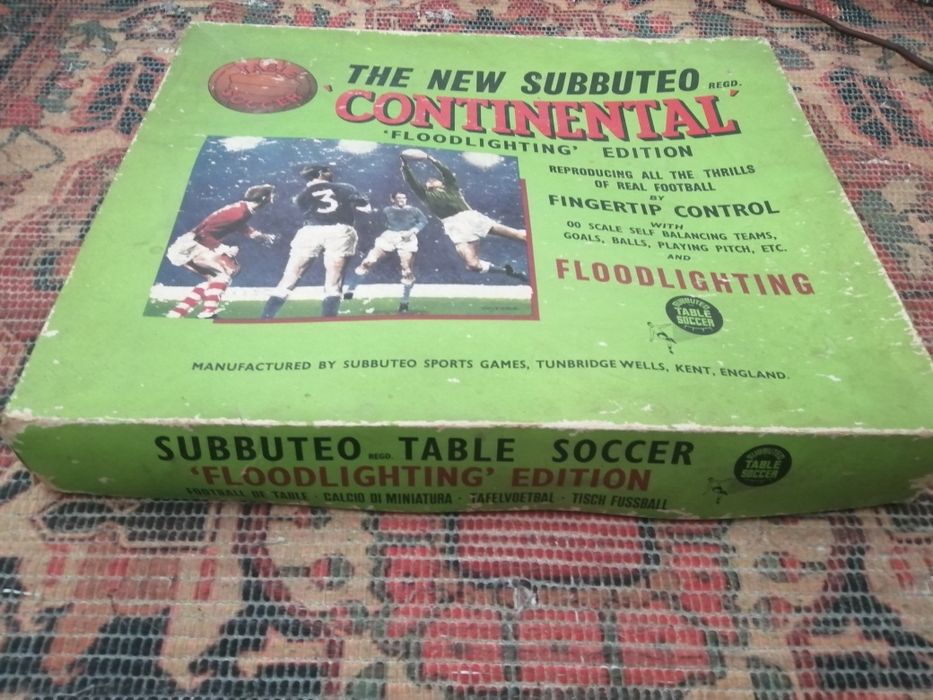 SOCCER
THE NEW SUBBUTEO REGD.
'CONTINENTAL'
'FLOODLIGHTING' EDITION
REPRODUCING ALL THE THRILLS
OF REAL FOOTBALL
BY
FINGERTIP CONTROL
WITH
OO SCALE SELF BALANCING TEAMS,
GOALS, BALLS, PLAYING PITCH, ETC.
AND
FLOODLIGHTING
3
SUBBUTEO
TABLE
SOCCER
MANUFACTURED BY SUBBUTEO SPORTS GAMES, TUNBRIDGE WELLS, KENT, ENGLAND.
SUBBUTEO REGD. TABLE SOCCER
'FLOODLIGHTING' EDITION
FOOTBALL DE TABLE · CALCIO DI MINIATURA · TAFELVOETBAL · TISCH FUSSBALL
SUBBUTEO
TABLE
SOCCER